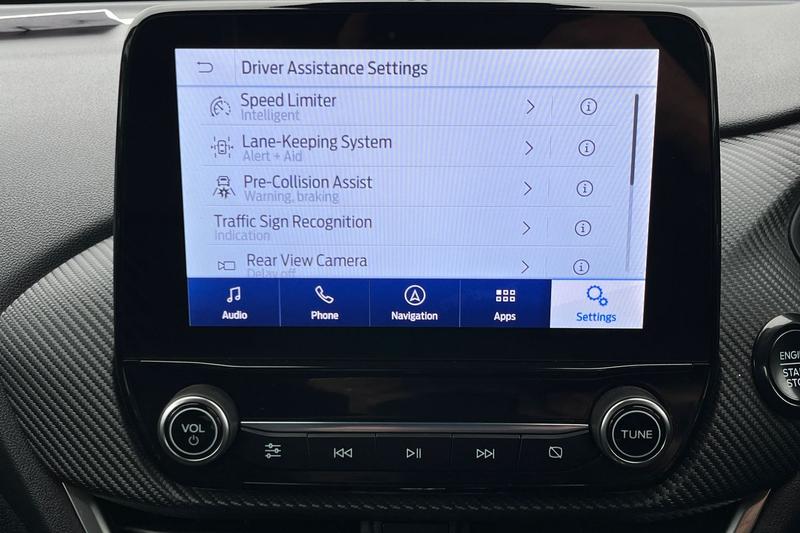 Driver Assistance Settings
Speed Limiter
Intelligent
Lane-Keeping System
Alert + Aid
Pre-Collision Assist
Warning, braking
Traffic Sign Recognition
Indication
Rear View Camera
Delay off
Audio
Phone
Navigation
Apps
Settings
VOL
TUNE